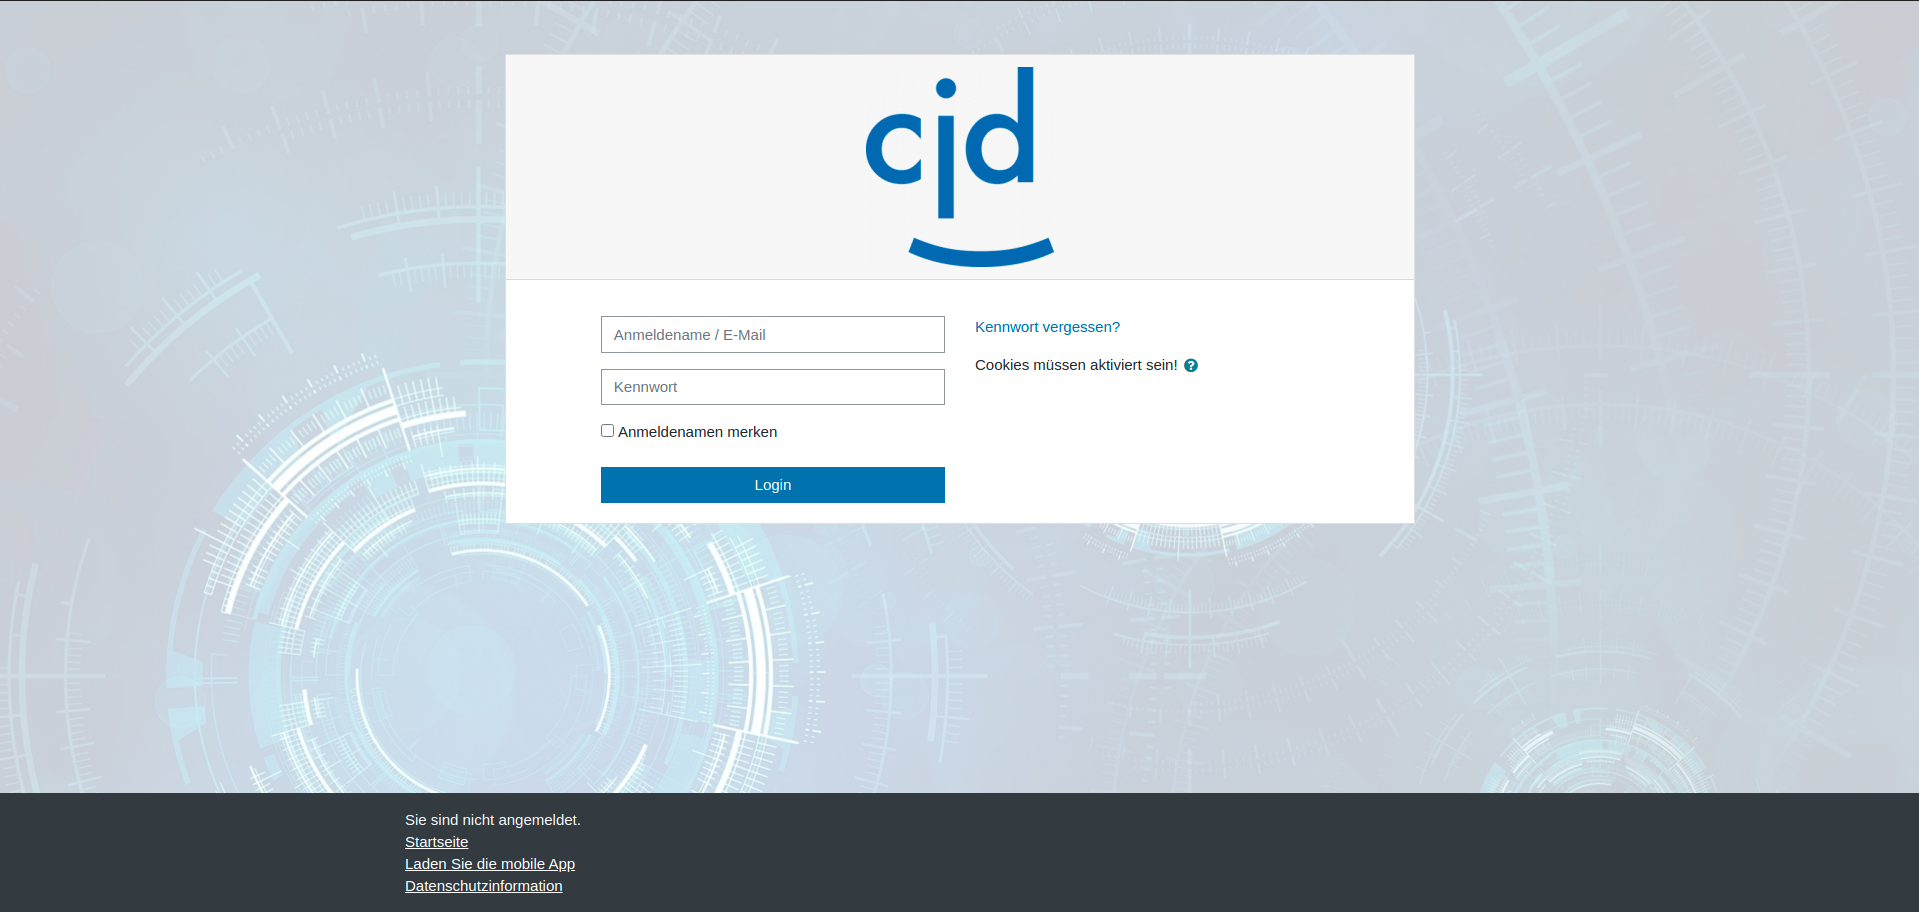 cjd
Anmeldename / E-Mail
Kennwort
Anmeldenamen merken
Login
Kennwort vergessen?
Cookies müssen aktiviert sein! ?
Sie sind nicht angemeldet.
Startseite
Laden Sie die mobile App
Datenschutzinformation